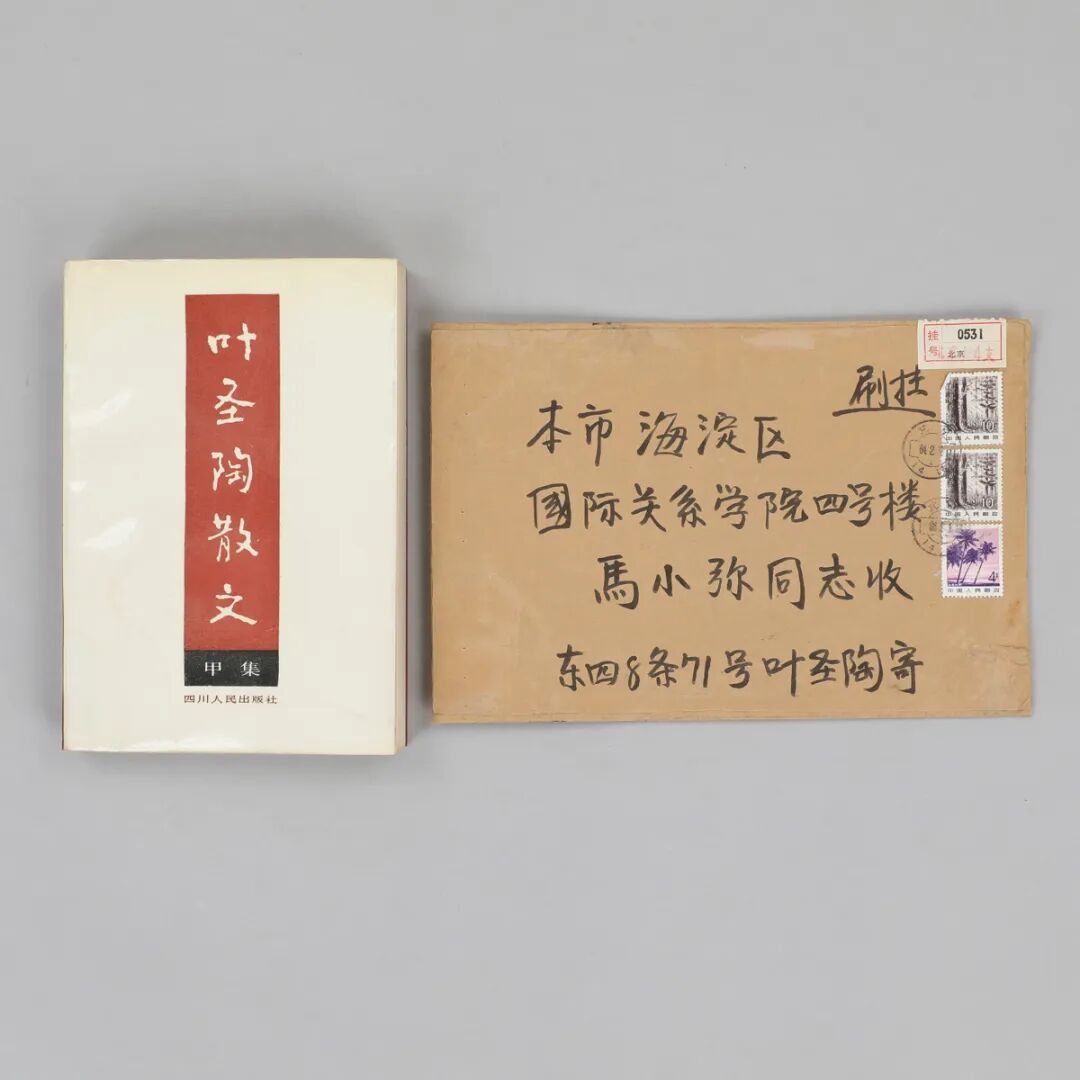 叶圣陶散文
甲集
四川人民出版社
挂号
0531
北京
刷挂
本市海淀区
國际关系学院四号楼
馬小弥同志收
东四8条71号叶圣陶寄
10
中国人民邮政
10
中国人民邮政
4
中国人民邮政